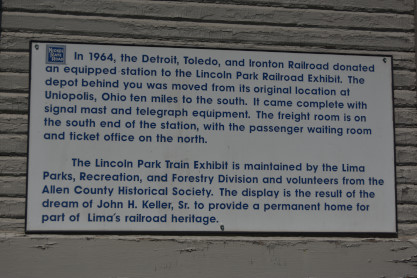 In 1964, the Detroit, Toledo, and Ironton Railroad donated
an equipped station to the Lincoln Park Railroad Exhibit. The
depot behind you was moved from its original location at
Uniopolis, Ohio ten miles to the south. It came complete with
signal mast and telegraph equipment. The freight room is on
the south end of the station, with the passenger waiting room
and ticket office on the north.
The Lincoln Park Train Exhibit is maintained by the Lima
Parks, Recreation, and Forestry Division and volunteers from the
Allen County Historical Society. The display is the result of the
dream of John H. Keller, Sr. to provide a permanent home for
part of Lima's railroad heritage.